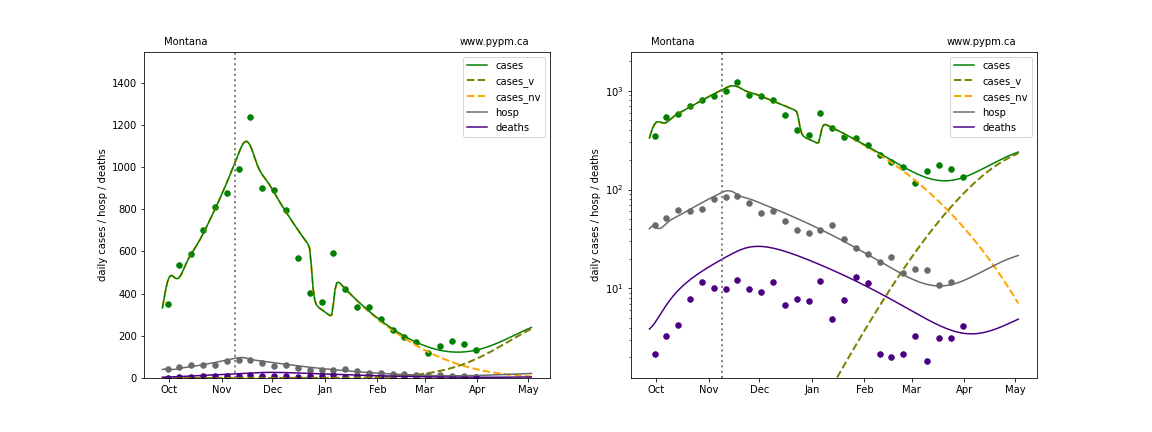 Montana www.pypm.ca
cases
cases_v
cases_nv
hosp
deaths
daily cases / hosp / deaths
1400
1200
1000
800
600
400
200
0
Oct Nov Dec Jan Feb Mar Apr May
Montana www.pypm.ca
cases
cases_v
cases_nv
hosp
deaths
daily cases / hosp / deaths
10³
10²
10¹
Oct Nov Dec Jan Feb Mar Apr May